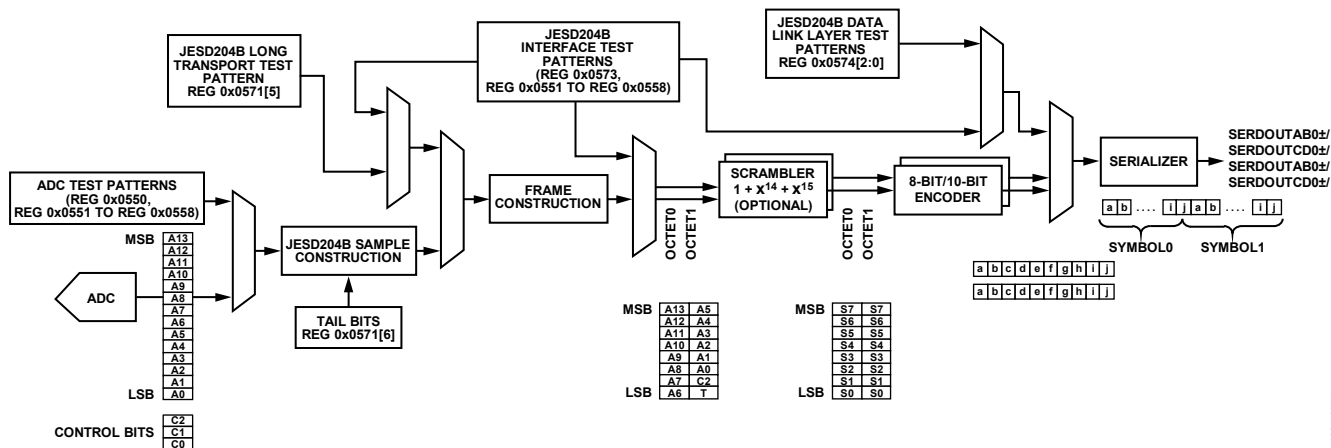 JESD204B LONG
TRANSPORT TEST
PATTERN
REG 0x0571[5]
JESD204B
INTERFACE TEST
PATTERNS
(REG 0x0573,
REG 0x0551 TO REG 0x0558)
JESD204B DATA
LINK LAYER TEST
PATTERNS
REG 0x0574[2:0]
ADC TEST PATTERNS
(REG 0x0550,
REG 0x0551 TO REG 0x0558)
MSB A13
A12
A11
A10
A9
A8
A7
A6
A5
A4
A3
A2
A1
LSB A0
CONTROL BITS
C2
C1
C0
ADC
JESD204B SAMPLE
CONSTRUCTION
TAIL BITS
REG 0x0571[6]
FRAME
CONSTRUCTION
OCTET0
OCTET1
SCRAMBLER
1 + x14 + x15
(OPTIONAL)
OCTET0
OCTET1
8-BIT/10-BIT
ENCODER
SERIALIZER
SERDOUTAB0±/
SERDOUTCD0±/
SERDOUTAB0±/
SERDOUTCD0±/
a b .... i j a b .... i j
SYMBOL0 SYMBOL1
a b c d e f g h i j
a b c d e f g h i j
MSB A13 A5
A12 A4
A11 A3
A10 A2
A9 A1
A8 A0
A7 C2
LSB A6 T
MSB S7 S7
S6 S6
S5 S5
S4 S4
S3 S3
S2 S2
S1 S1
LSB S0 S0